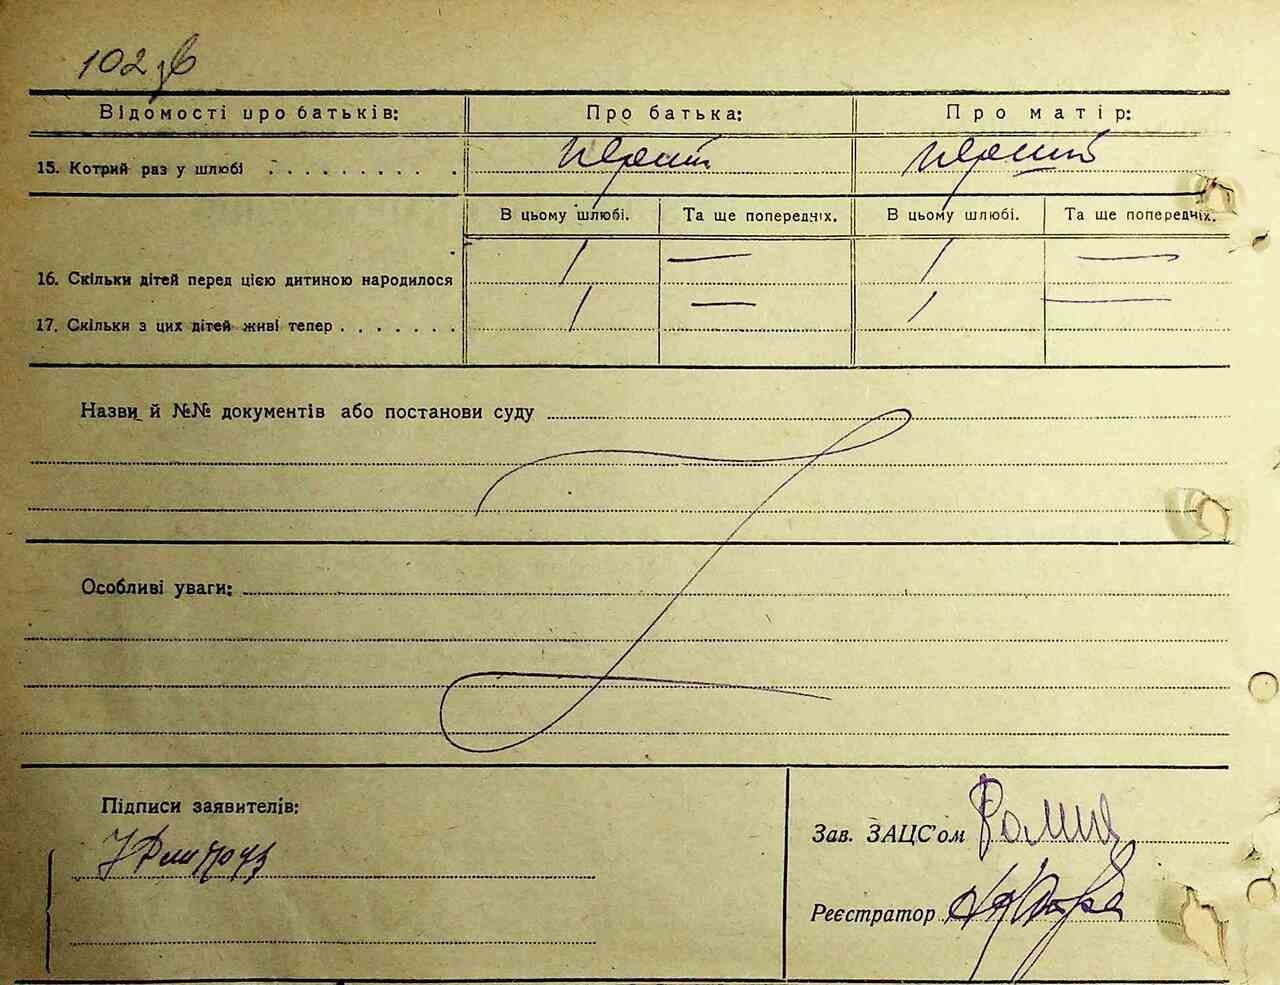 102 зв
Відомості про батьків: Про батька: Про матір:
15. Котрий раз у шлюбі . . . . . . . . . . перший перший
В цьому шлюбі. Та ще попередніх. В цьому шлюбі. Та ще попередніх.
16. Скільки дітей перед цією дитиною народилося 1 — 1 —
17. Скільки з цих дітей живі тепер . . . . . . . 1 — 1 —
Назви й №№ документів або постанови суду
Особливі уваги:
Підписи заявителів:
Зав. ЗАЦС'ом
Реєстратор